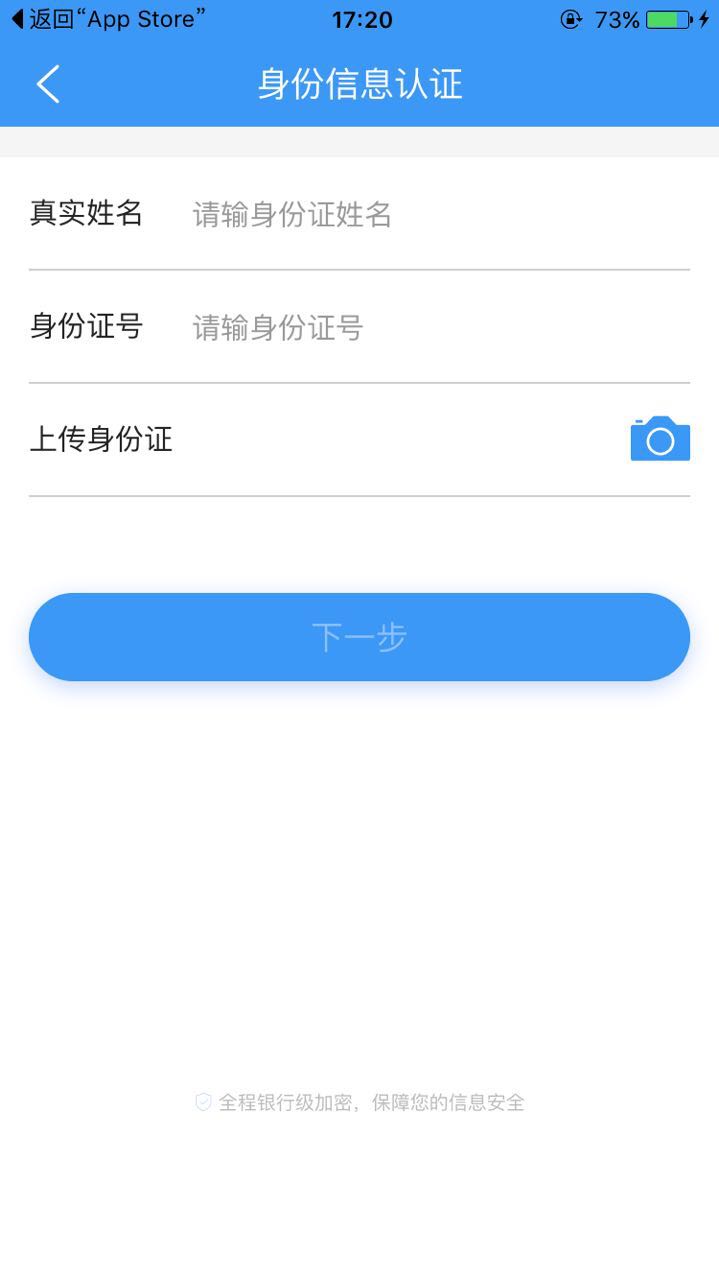 返回“App Store”
17:20
73%
身份信息认证
真实姓名 请输身份证姓名
身份证号 请输身份证号
上传身份证
下一步
全程银行级加密，保障您的信息安全